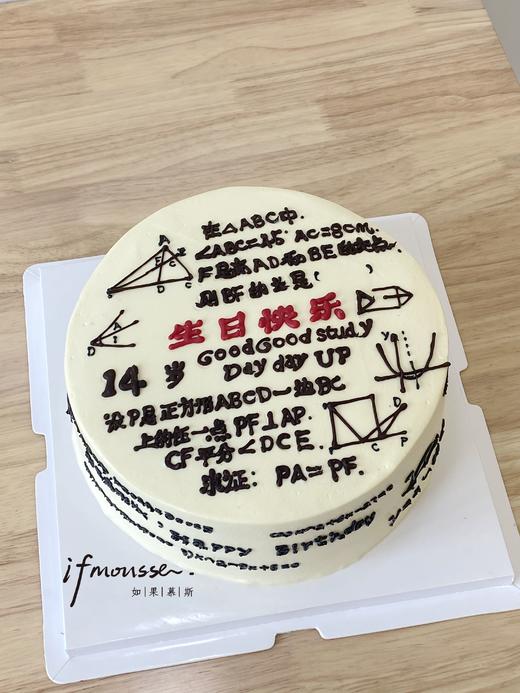 在△ABC中.
∠ABC=45° AC=8CM.
F是高AD和BE的交点.
则BF的长是(    )
生日快乐
GoodGood study
Day day UP
14 岁
设P是正方形ABCD一边BC
上的任一点 PF⊥AP.
CF平分∠DCE.
求证: PA=PF.
Happy Birthday
ifmousse
如|果|慕|斯